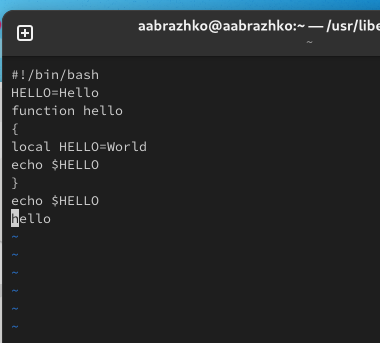 aabrazhko@aabrazhko:~ — /usr/libe
~
#!/bin/bash
HELLO=Hello
function hello
{
local HELLO=World
echo $HELLO
}
echo $HELLO
hello
~
~
~
~
~
~